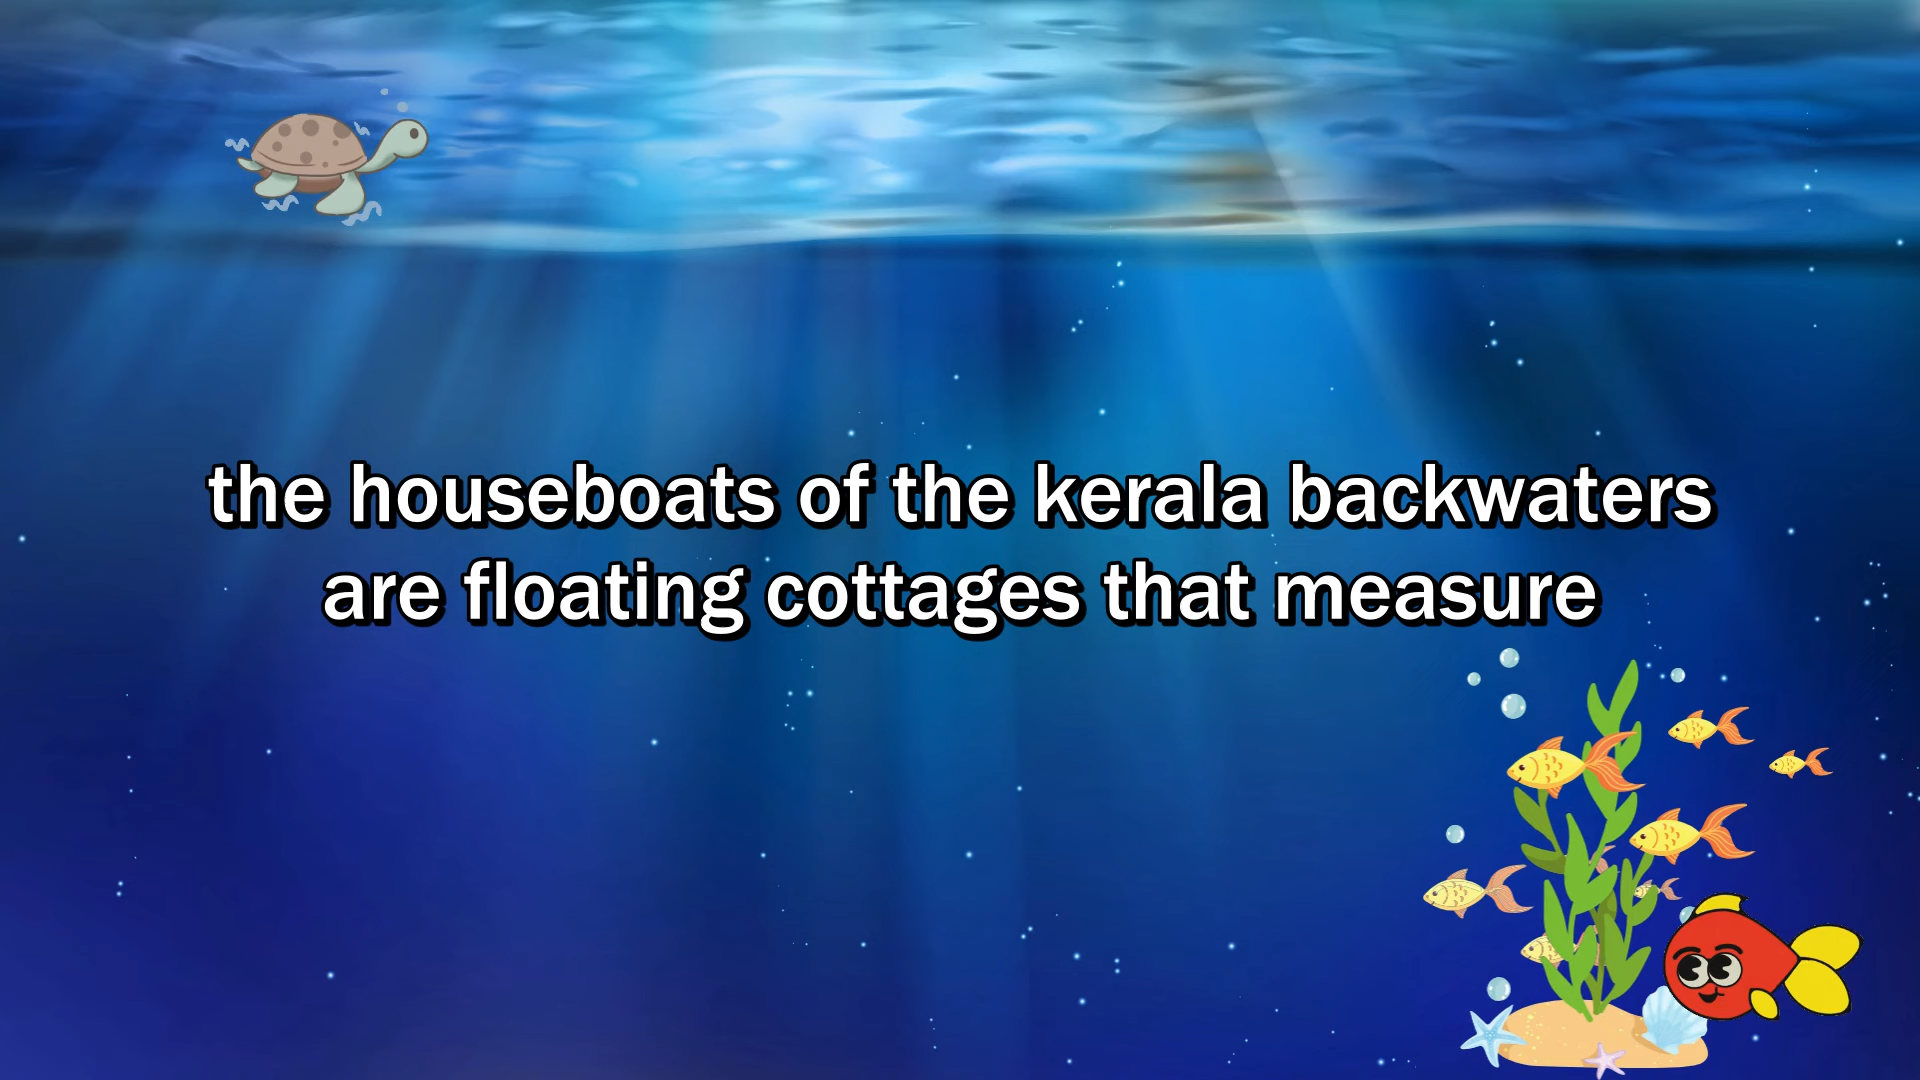 the houseboats of the kerala backwaters
are floating cottages that measure